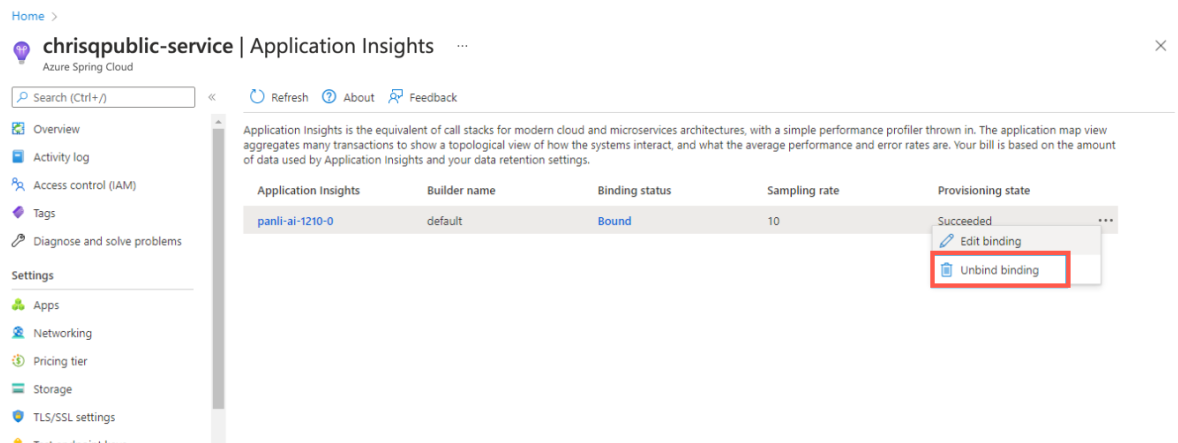 Home >
chrisqpublic-service | Application Insights ...
Azure Spring Cloud
Search (Ctrl+/)
«
Refresh About Feedback
Overview
Activity log
Access control (IAM)
Tags
Diagnose and solve problems
Settings
Apps
Networking
Pricing tier
Storage
TLS/SSL settings
Application Insights is the equivalent of call stacks for modern cloud and microservices architectures, with a simple performance profiler thrown in. The application map view
aggregates many transactions to show a topological view of how the systems interact, and what the average performance and error rates are. Your bill is based on the amount
of data used by Application Insights and your data retention settings.
Application Insights Builder name Binding status Sampling rate Provisioning state
panli-ai-1210-0 default Bound 10 Succeeded ...
Edit binding
Unbind binding